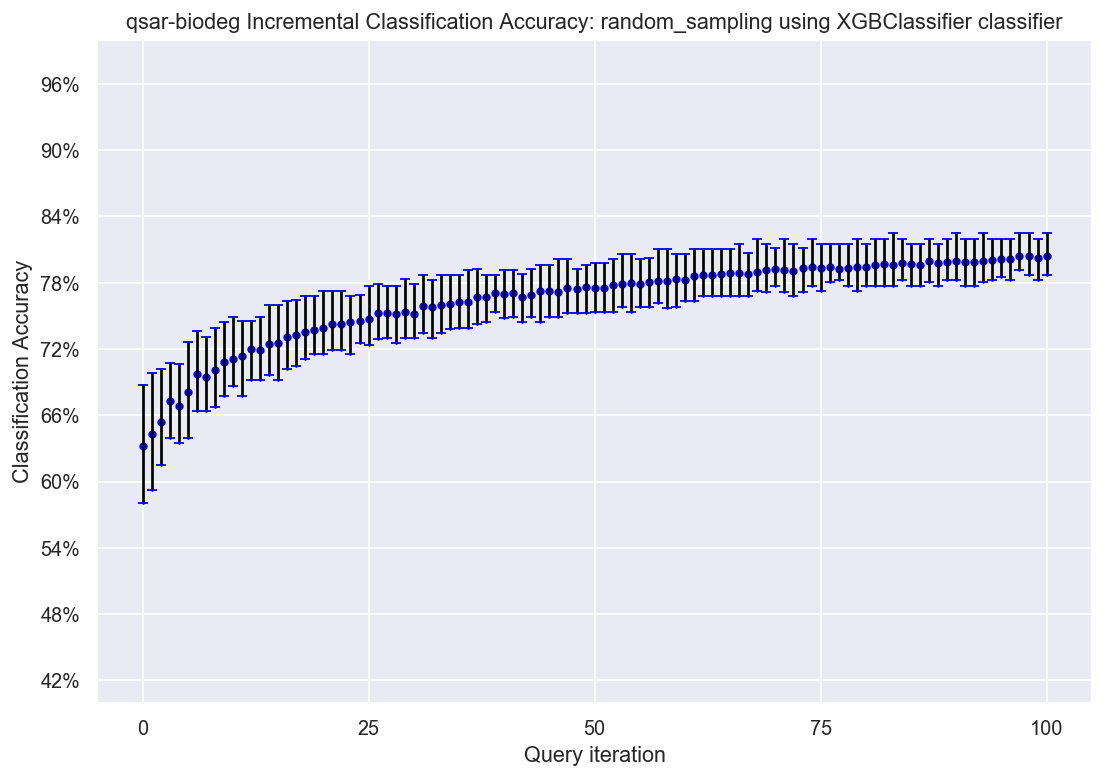 qsar-biodeg Incremental Classification Accuracy: random_sampling using XGBClassifier classifier
Classification Accuracy
96%
90%
84%
78%
72%
66%
60%
54%
48%
42%
0 25 50 75 100
Query iteration